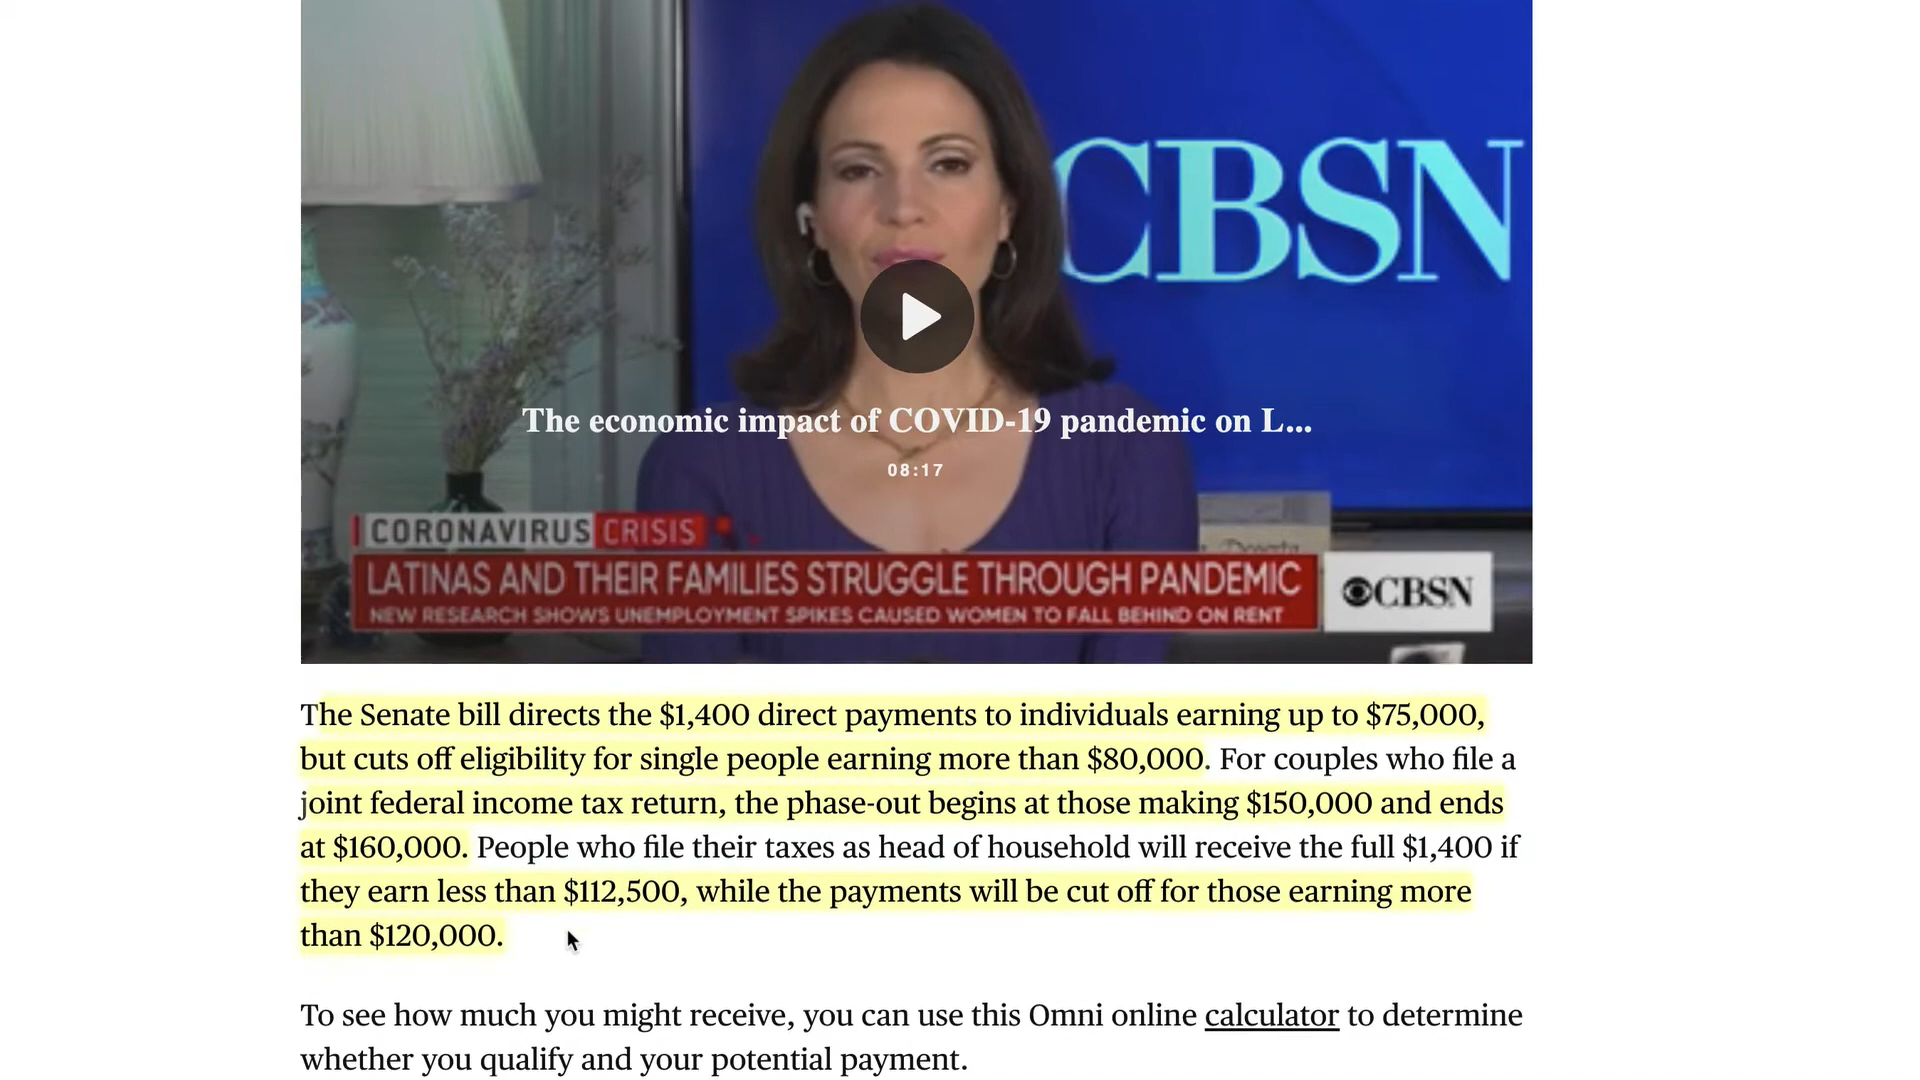 CBSN
The economic impact of COVID-19 pandemic on L...
08:17
CORONAVIRUS CRISIS
LATINAS AND THEIR FAMILIES STRUGGLE THROUGH PANDEMIC
NEW RESEARCH SHOWS UNEMPLOYMENT SPIKES CAUSED WOMEN TO FALL BEHIND ON RENT
CBSN
The Senate bill directs the $1,400 direct payments to individuals earning up to $75,000,
but cuts off eligibility for single people earning more than $80,000. For couples who file a
joint federal income tax return, the phase-out begins at those making $150,000 and ends
at $160,000. People who file their taxes as head of household will receive the full $1,400 if
they earn less than $112,500, while the payments will be cut off for those earning more
than $120,000.
To see how much you might receive, you can use this Omni online calculator to determine
whether you qualify and your potential payment.